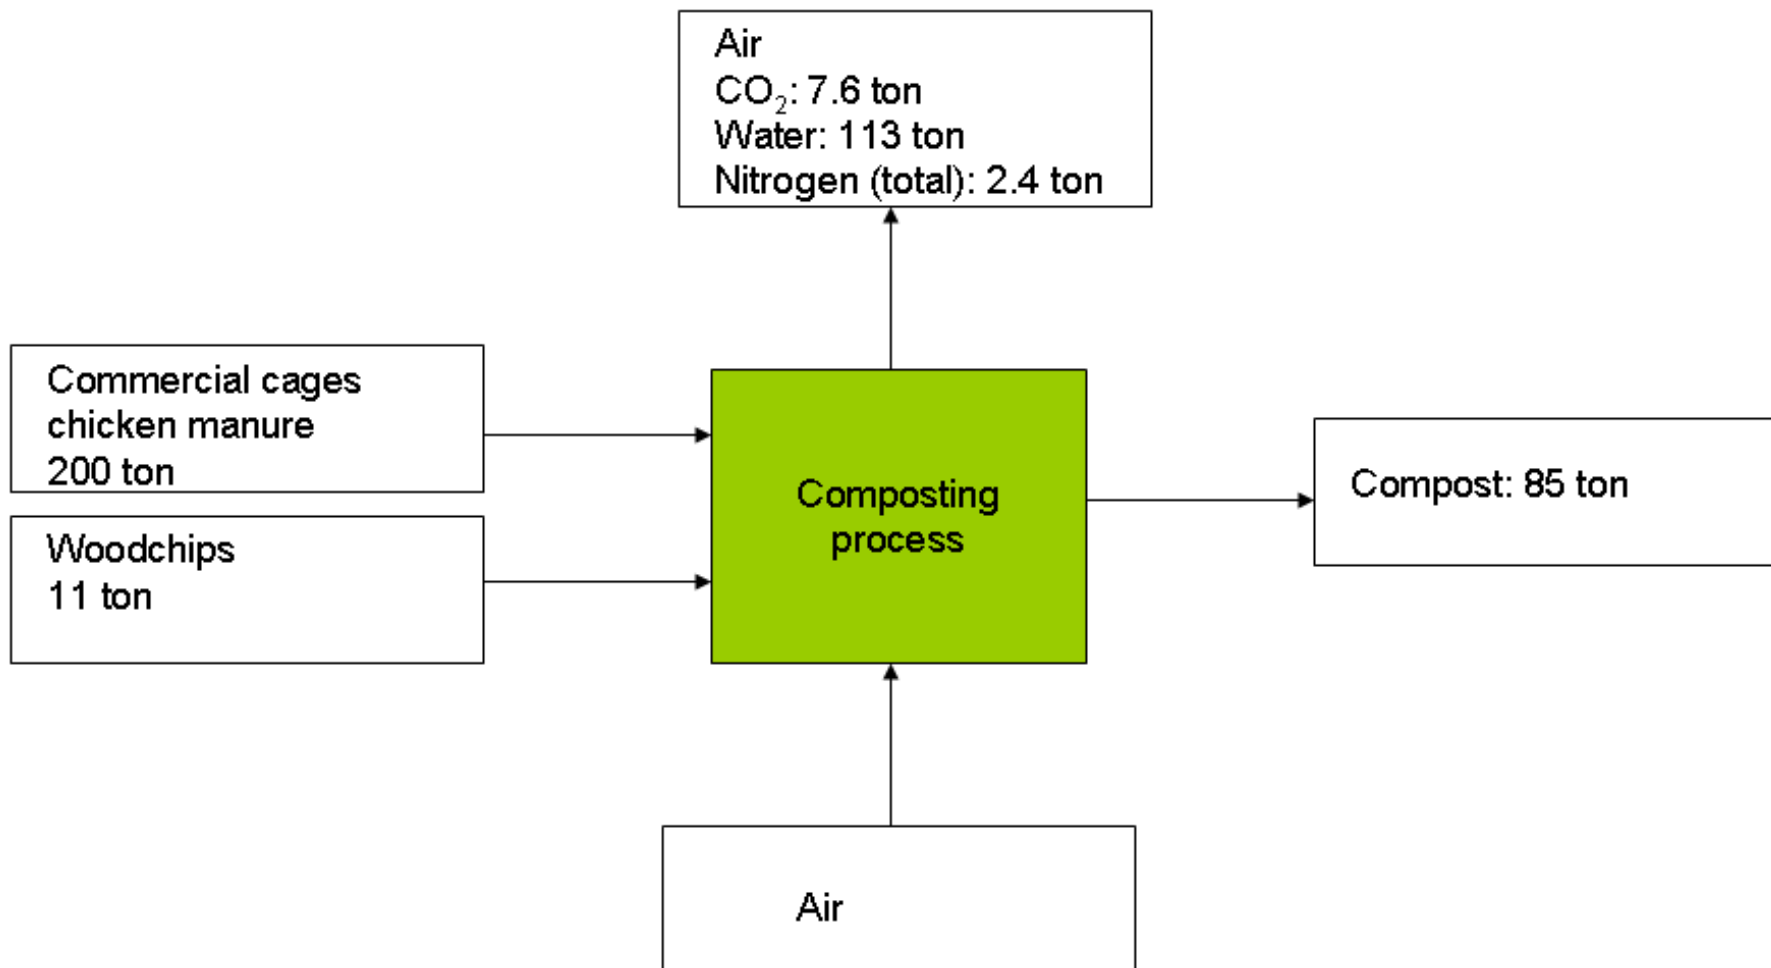 Air
CO₂: 7.6 ton
Water: 113 ton
Nitrogen (total): 2.4 ton
Commercial cages
chicken manure
200 ton
Woodchips
11 ton
Composting
process
Compost: 85 ton
Air